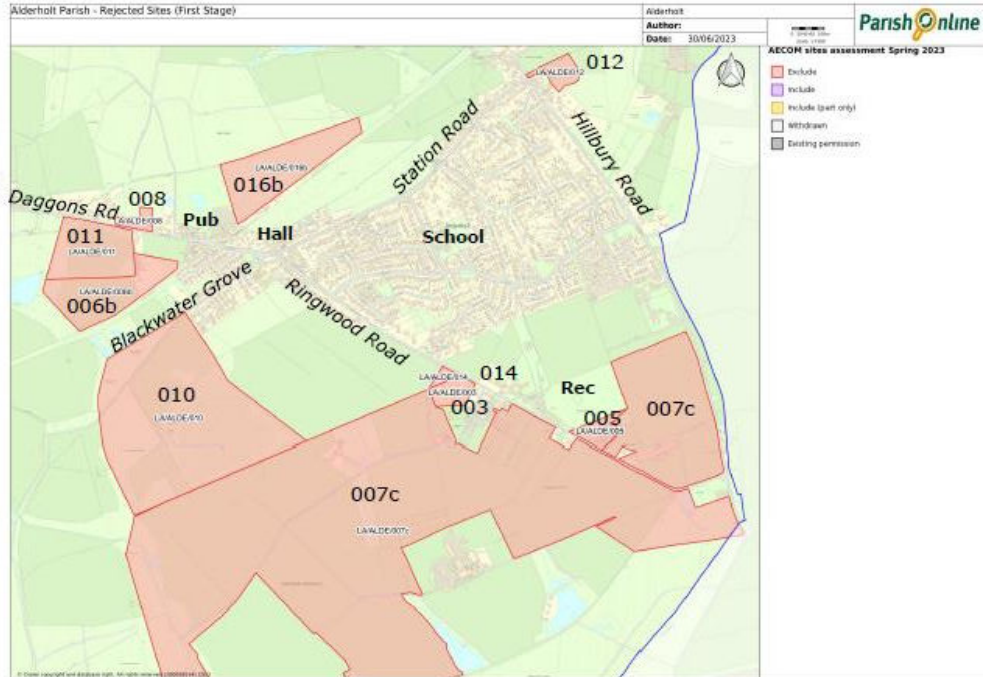 Alderholt Parish - Rejected Sites (First Stage)
Alderholt
Author:
Date: 30/06/2023
Parish Online
AECOM sites assessment Spring 2023
Exclude
Include
Include (part only)
Withdrawn
Existing permission
012
LA/ALDE/012
Hillbury Road
Station Road
LA/ALDE/016b
016b
Daggons Rd
008
LA/ALDE/008
Pub
Hall
School
011
LA/ALDE/011
006b
Blackwater Grove
Ringwood Road
010
LA/ALDE/010
LA/ALDE/014
014
LA/ALDE/003
003
Rec
005
LA/ALDE/005
007c
007c
LA/ALDE/007c